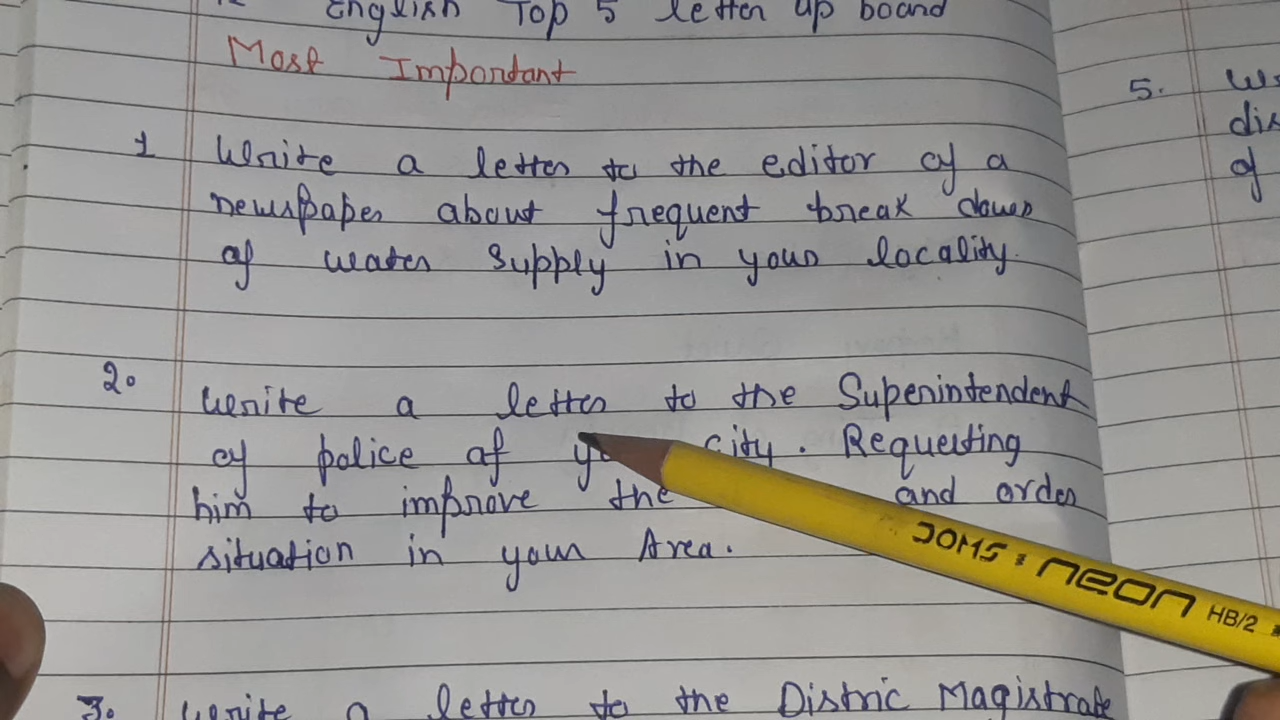 English Top 5 letter up board
Most Important
1 Write a letter to the editor of a
newspaper about frequent break down
of water supply in your locality.
2. Write a letter to the Superintendent
of police of city. Requesting
him to improve the and order
situation in your Area.
3. Write a letter to the Distric Magistrate
5.
of
DOMS neon HB/2